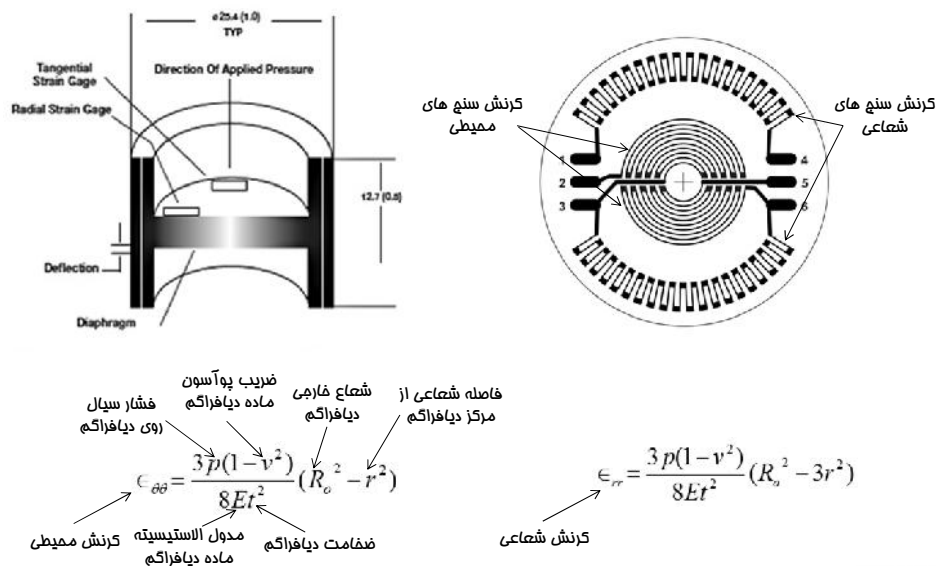 ø25.4 (1.0)
TYP
Tangential
Strain Gage
Direction Of Applied Pressure
Radial Strain Gage
12.7 (0.5)
Deflection
Diaphragm
کرنش سنج های
محیطی
کرنش سنج های
شعاعی
1
2
3
4
5
6
ضریب پوآسون
ماده دیافراگم
فشار سیال
روی دیافراگم
شعاع خارجی
دیافراگم
فاصله شعاعی از
مرکز دیافراگم
ϵθθ = 3p(1−ν²)/8Et² (Rₒ² − r²)
کرنش محیطی
مدول الاستیسیته
ماده دیافراگم
ضخامت دیافراگم
ϵrr = 3p(1−ν²)/8Et² (Rₒ² − 3r²)
کرنش شعاعی